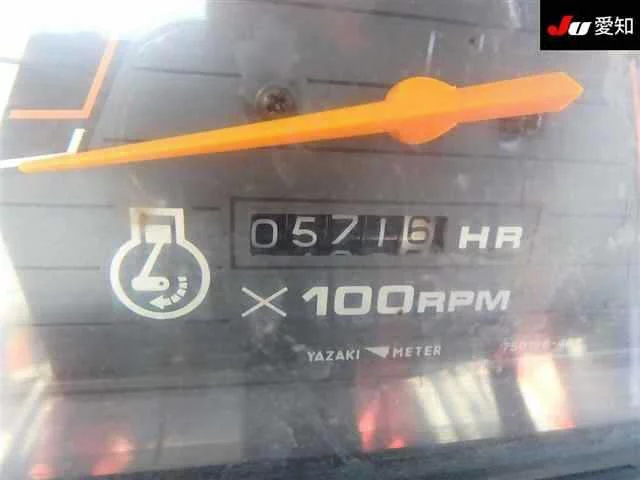 JU 愛知
05716 HR
×100RPM
YAZAKI METER